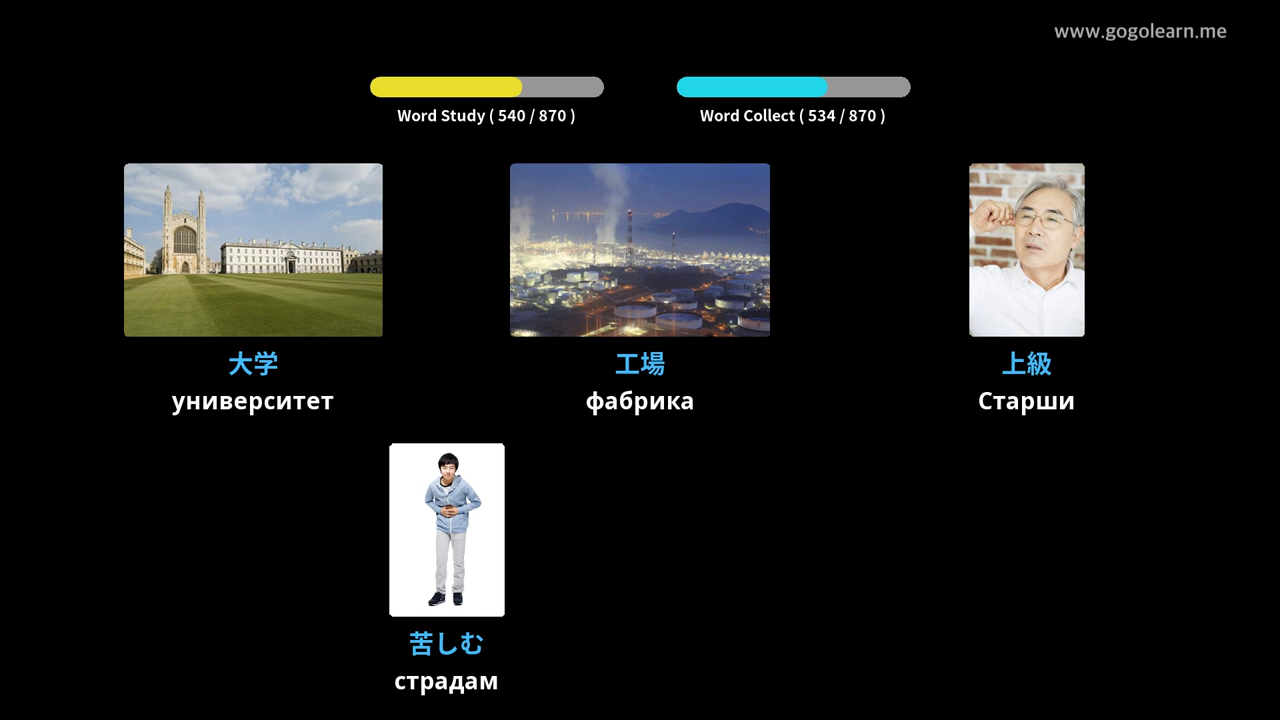 www.gogolearn.me
Word Study ( 540 / 870 )
Word Collect ( 534 / 870 )
大学
университет
工場
фабрика
上級
Старши
苦しむ
страдам